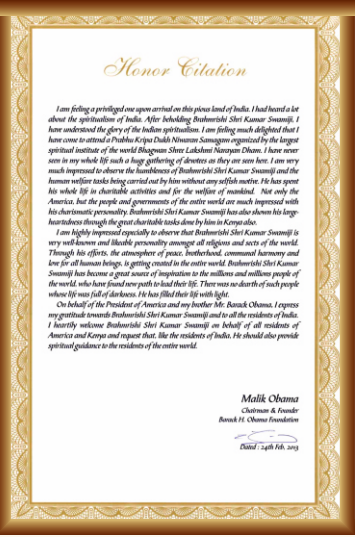 Honor Citation
I am feeling a privileged one upon arrival on this pious land of India. I had heard a lot
about the spiritualism of India. After beholding Brahmrishi Shri Kumar Swamiji, I
have understood the glory of the Indian spiritualism. I am feeling much delighted that I
have come to attend a Prabhu Kripa Dukh Nivaran Samagam organized by the largest
spiritual institute of the world Bhagwan Shree Lakshmi Narayan Dham. I have never
seen in my whole life such a huge gathering of devotees as they are seen here. I am very
much impressed to observe the humbleness of Brahmrishi Shri Kumar Swamiji and the
human welfare tasks being carried out by him without any selfish motive. He has spent
his whole life in charitable activities and for the welfare of mankind. Not only the
America, but the people and governments of the entire world are much impressed with
his charismatic personality. Brahmrishi Shri Kumar Swamiji has also shown his large-
heartedness through the great charitable tasks done by him in Kenya also.
I am highly impressed especially to observe that Brahmrishi Shri Kumar Swamiji is
very well-known and likeable personality amongst all religions and sects of the world.
Through his efforts, the atmosphere of peace, brotherhood, communal harmony and
love for all human beings, is getting created in the entire world. Brahmrishi Shri Kumar
Swamiji has become a great source of inspiration to the millions and millions people of
the world, who have found new path to lead their life. There was no dearth of such people
whose life was full of darkness. He has filled their life with light.
On behalf of the President of America and my brother Mr. Barack Obama, I express
my gratitude towards Brahmrishi Shri Kumar Swamiji and to all the residents of India.
I heartily welcome Brahmrishi Shri Kumar Swamiji on behalf of all residents of
America and Kenya and request that, like the residents of India, He should also provide
spiritual guidance to the residents of the entire world.
Malik Obama
Chairman & Founder
Barack H. Obama Foundation
Dated : 24th Feb. 2013